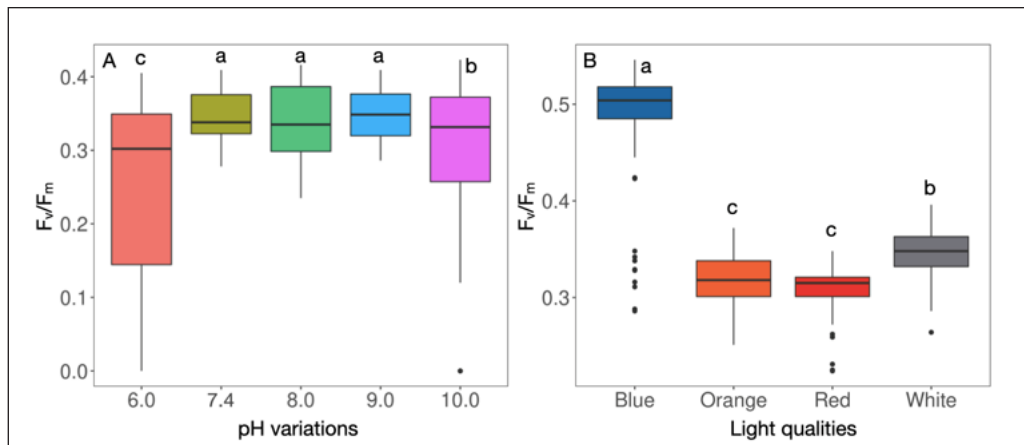 A
c
a
a
a
b
0.4
0.3
0.2
0.1
0.0
Fv/Fm
6.0 7.4 8.0 9.0 10.0
pH variations
B
a
c
c
b
0.5
0.4
0.3
Fv/Fm
Blue Orange Red White
Light qualities